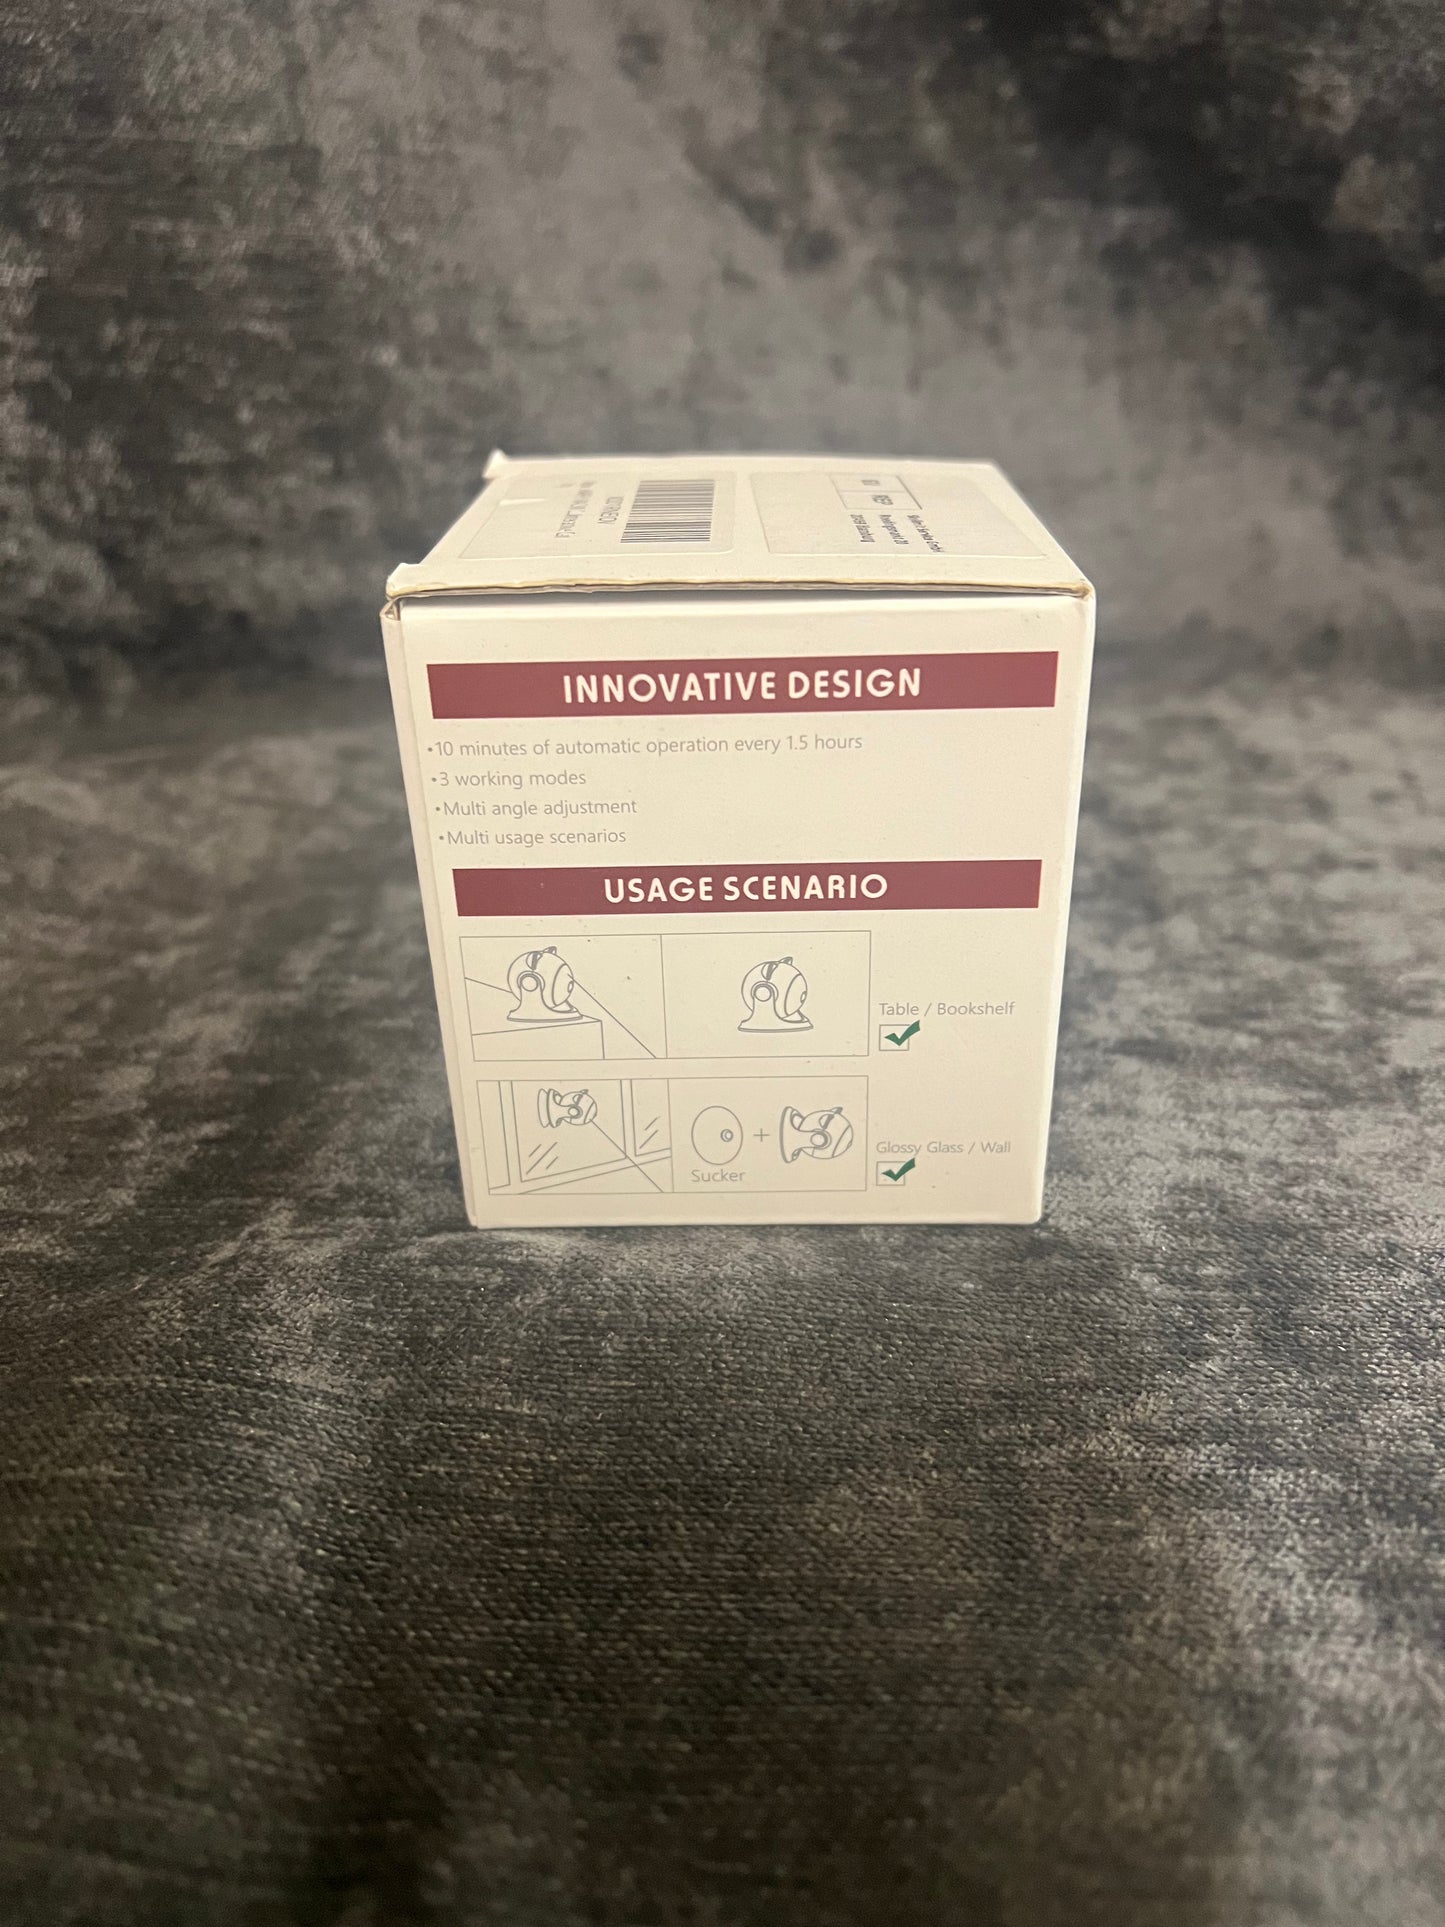 INNOVATIVE DESIGN
•10 minutes of automatic operation every 1.5 hours
•3 working modes
•Multi angle adjustment
•Multi usage scenarios
USAGE SCENARIO
Table / Bookshelf
Glossy Glass / Wall
+
Sucker